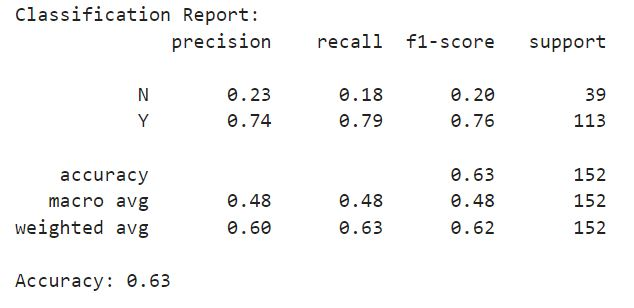 Classification Report:
precision recall f1-score support
N 0.23 0.18 0.20 39
Y 0.74 0.79 0.76 113
accuracy 0.63 152
macro avg 0.48 0.48 0.48 152
weighted avg 0.60 0.63 0.62 152
Accuracy: 0.63